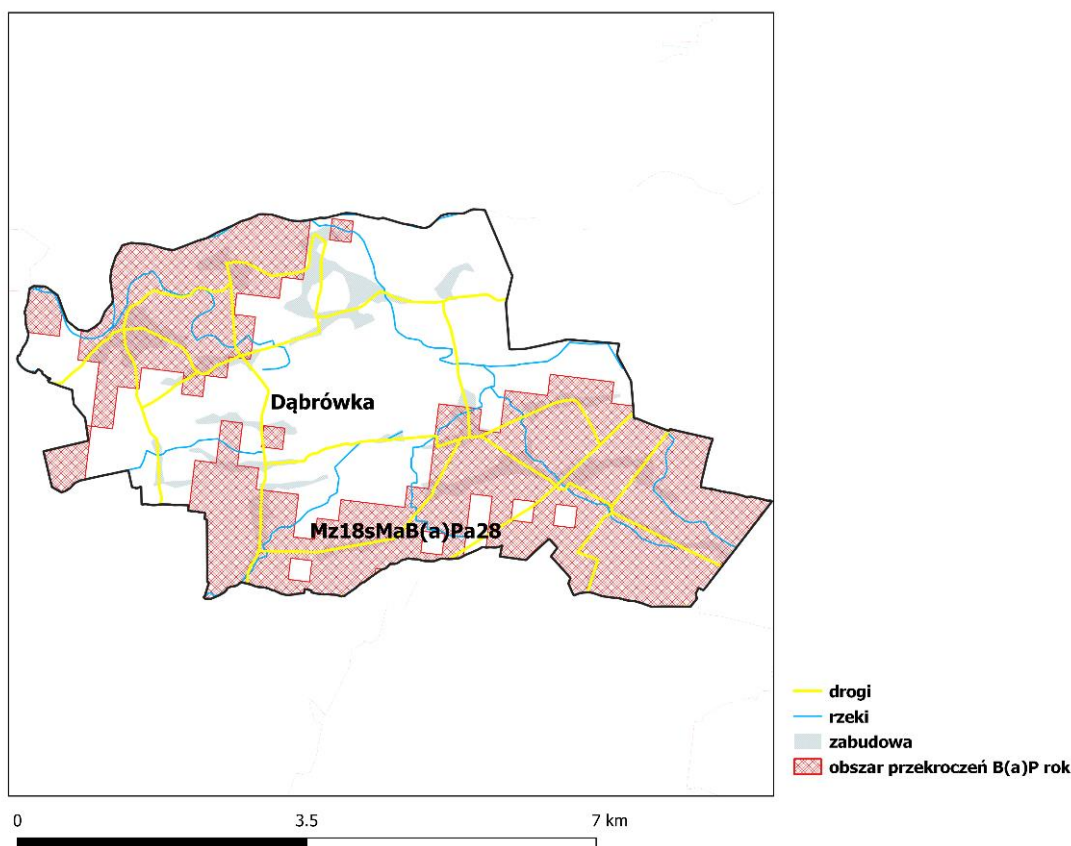 Dąbrówka
Mz18sMaB(a)Pa28
drogi
rzeki
zabudowa
obszar przekroczeń B(a)P rok
0 3.5 7 km